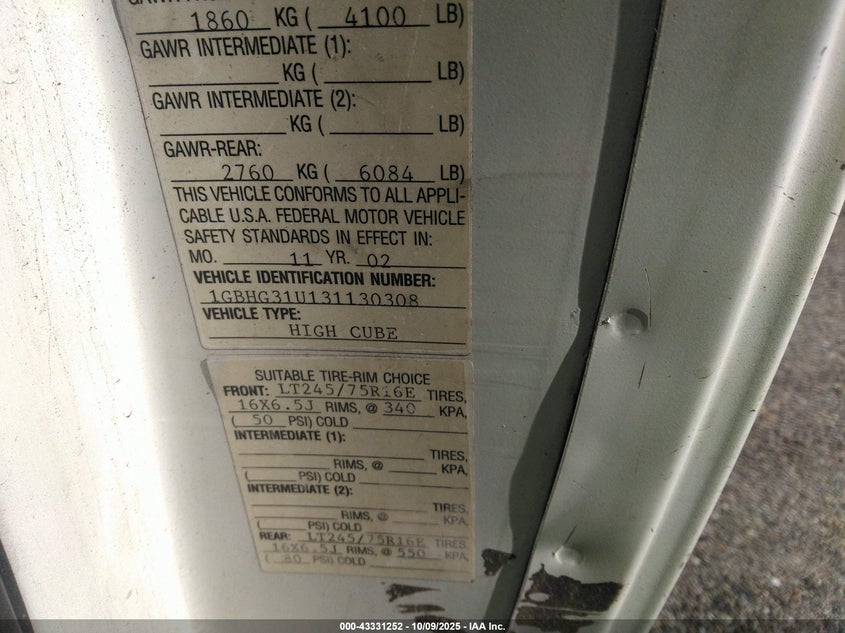 1860 KG ( 4100 LB)
GAWR INTERMEDIATE (1):
KG ( LB)
GAWR INTERMEDIATE (2):
KG ( LB)
GAWR-REAR:
2760 KG ( 6084 LB)
THIS VEHICLE CONFORMS TO ALL APPLI-
CABLE U.S.A. FEDERAL MOTOR VEHICLE
SAFETY STANDARDS IN EFFECT IN:
MO. 11 YR. 02
VEHICLE IDENTIFICATION NUMBER:
1GBHG31U131130308
VEHICLE TYPE:
HIGH CUBE
SUITABLE TIRE-RIM CHOICE
FRONT: LT245/75R16E TIRES,
16X6.5J RIMS, @ 340 KPA,
( 50 PSI) COLD
INTERMEDIATE (1):
TIRES,
RIMS, @ KPA,
( PSI) COLD
INTERMEDIATE (2):
TIRES,
RIMS, @ KPA,
( PSI) COLD
REAR: LT245/75R16E TIRES,
16X6.5J RIMS, @ 550 KPA,
( 80 PSI) COLD
000-43331252 - 10/09/2025 - IAA Inc.